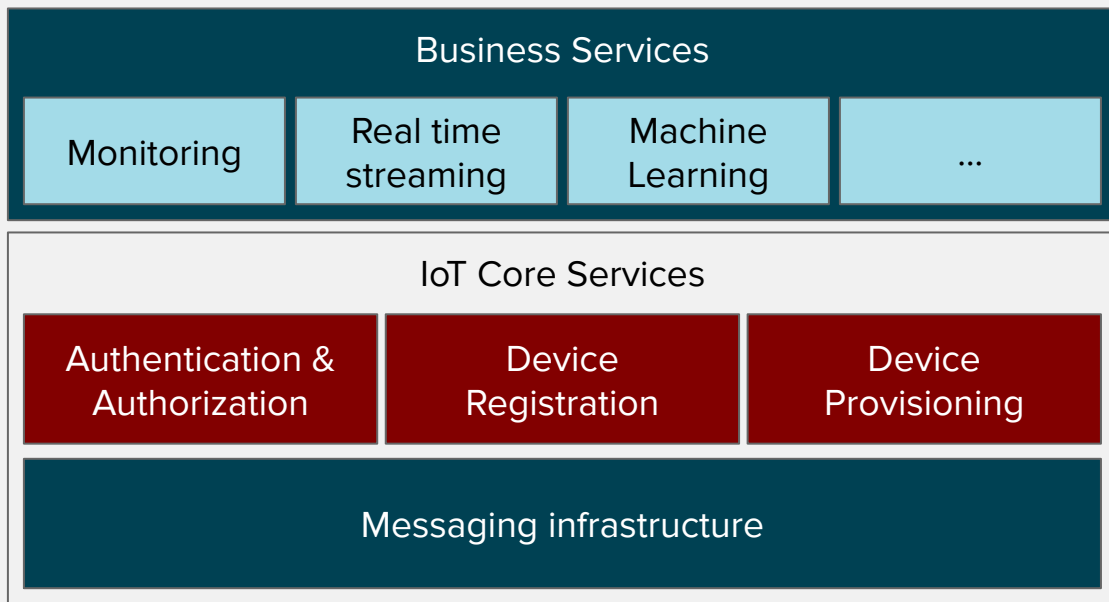 Business Services
Monitoring
Real time
streaming
Machine
Learning
...
IoT Core Services
Authentication &
Authorization
Device
Registration
Device
Provisioning
Messaging infrastructure